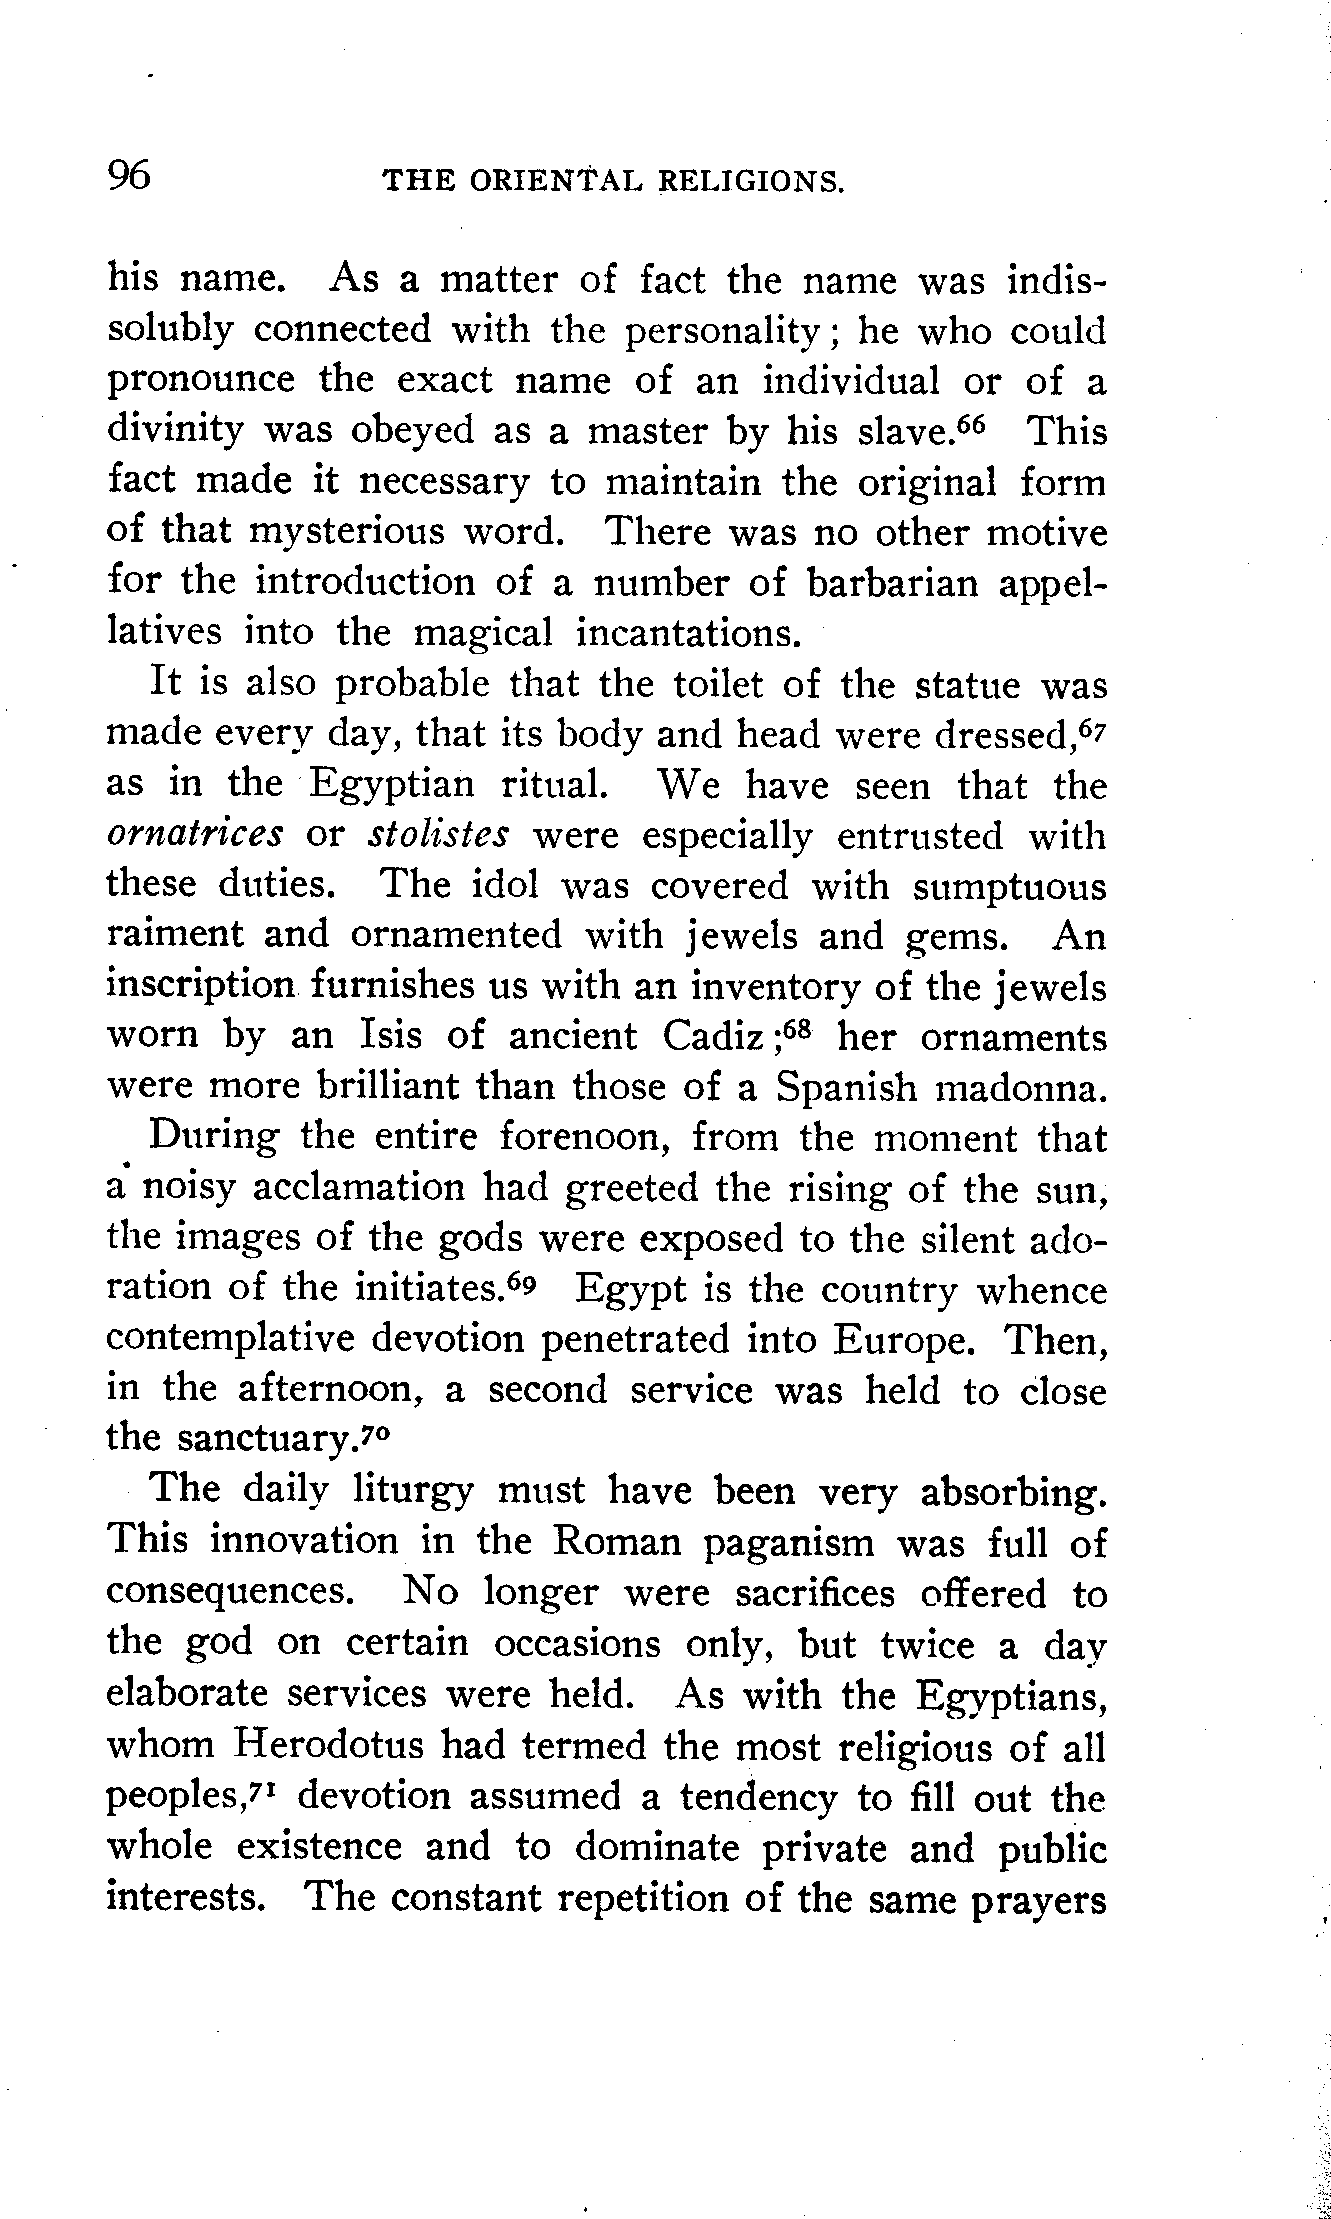 96 THE ORIENTAL RELIGIONS.
his name. As a matter of fact the name was indis-
solubly connected with the personality; he who could
pronounce the exact name of an individual or of a
divinity was obeyed as a master by his slave.⁶⁶ This
fact made it necessary to maintain the original form
of that mysterious word. There was no other motive
for the introduction of a number of barbarian appel-
latives into the magical incantations.
It is also probable that the toilet of the statue was
made every day, that its body and head were dressed,⁶⁷
as in the Egyptian ritual. We have seen that the
ornatrices or stolistes were especially entrusted with
these duties. The idol was covered with sumptuous
raiment and ornamented with jewels and gems. An
inscription furnishes us with an inventory of the jewels
worn by an Isis of ancient Cadiz;⁶⁸ her ornaments
were more brilliant than those of a Spanish madonna.
During the entire forenoon, from the moment that
a noisy acclamation had greeted the rising of the sun,
the images of the gods were exposed to the silent ado-
ration of the initiates.⁶⁹ Egypt is the country whence
contemplative devotion penetrated into Europe. Then,
in the afternoon, a second service was held to close
the sanctuary.⁷⁰
The daily liturgy must have been very absorbing.
This innovation in the Roman paganism was full of
consequences. No longer were sacrifices offered to
the god on certain occasions only, but twice a day
elaborate services were held. As with the Egyptians,
whom Herodotus had termed the most religious of all
peoples,⁷¹ devotion assumed a tendency to fill out the
whole existence and to dominate private and public
interests. The constant repetition of the same prayers